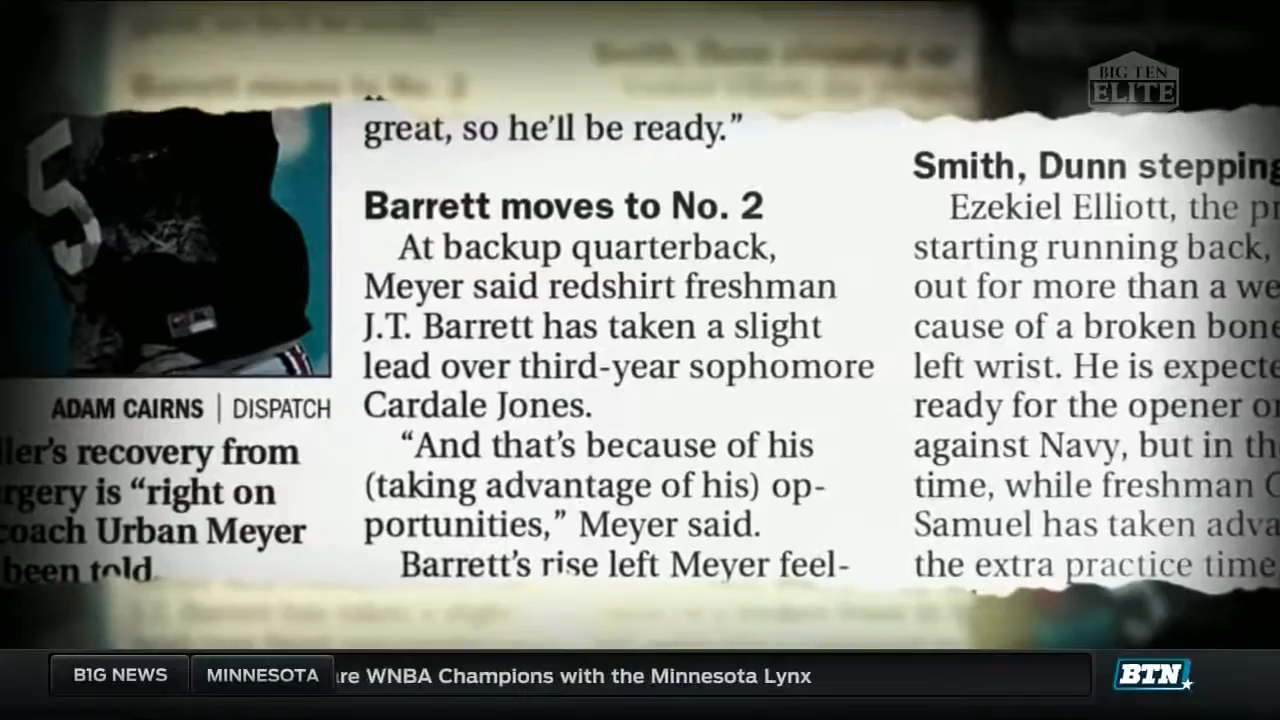 BIG TEN
ELITE
5
great, so he'll be ready.”
Barrett moves to No. 2
At backup quarterback,
Meyer said redshirt freshman
J.T. Barrett has taken a slight
lead over third-year sophomore
Cardale Jones.
“And that's because of his
(taking advantage of his) op-
portunities,” Meyer said.
Barrett's rise left Meyer feel-
Smith, Dunn stepping
Ezekiel Elliott, the pr
starting running back,
out for more than a we
cause of a broken bone
left wrist. He is expecte
ready for the opener o
against Navy, but in th
time, while freshman C
Samuel has taken adva
the extra practice time
ADAM CAIRNS | DISPATCH
ller's recovery from
rgery is “right on
coach Urban Meyer
been told
B1G NEWS
MINNESOTA
are WNBA Champions with the Minnesota Lynx
BTN